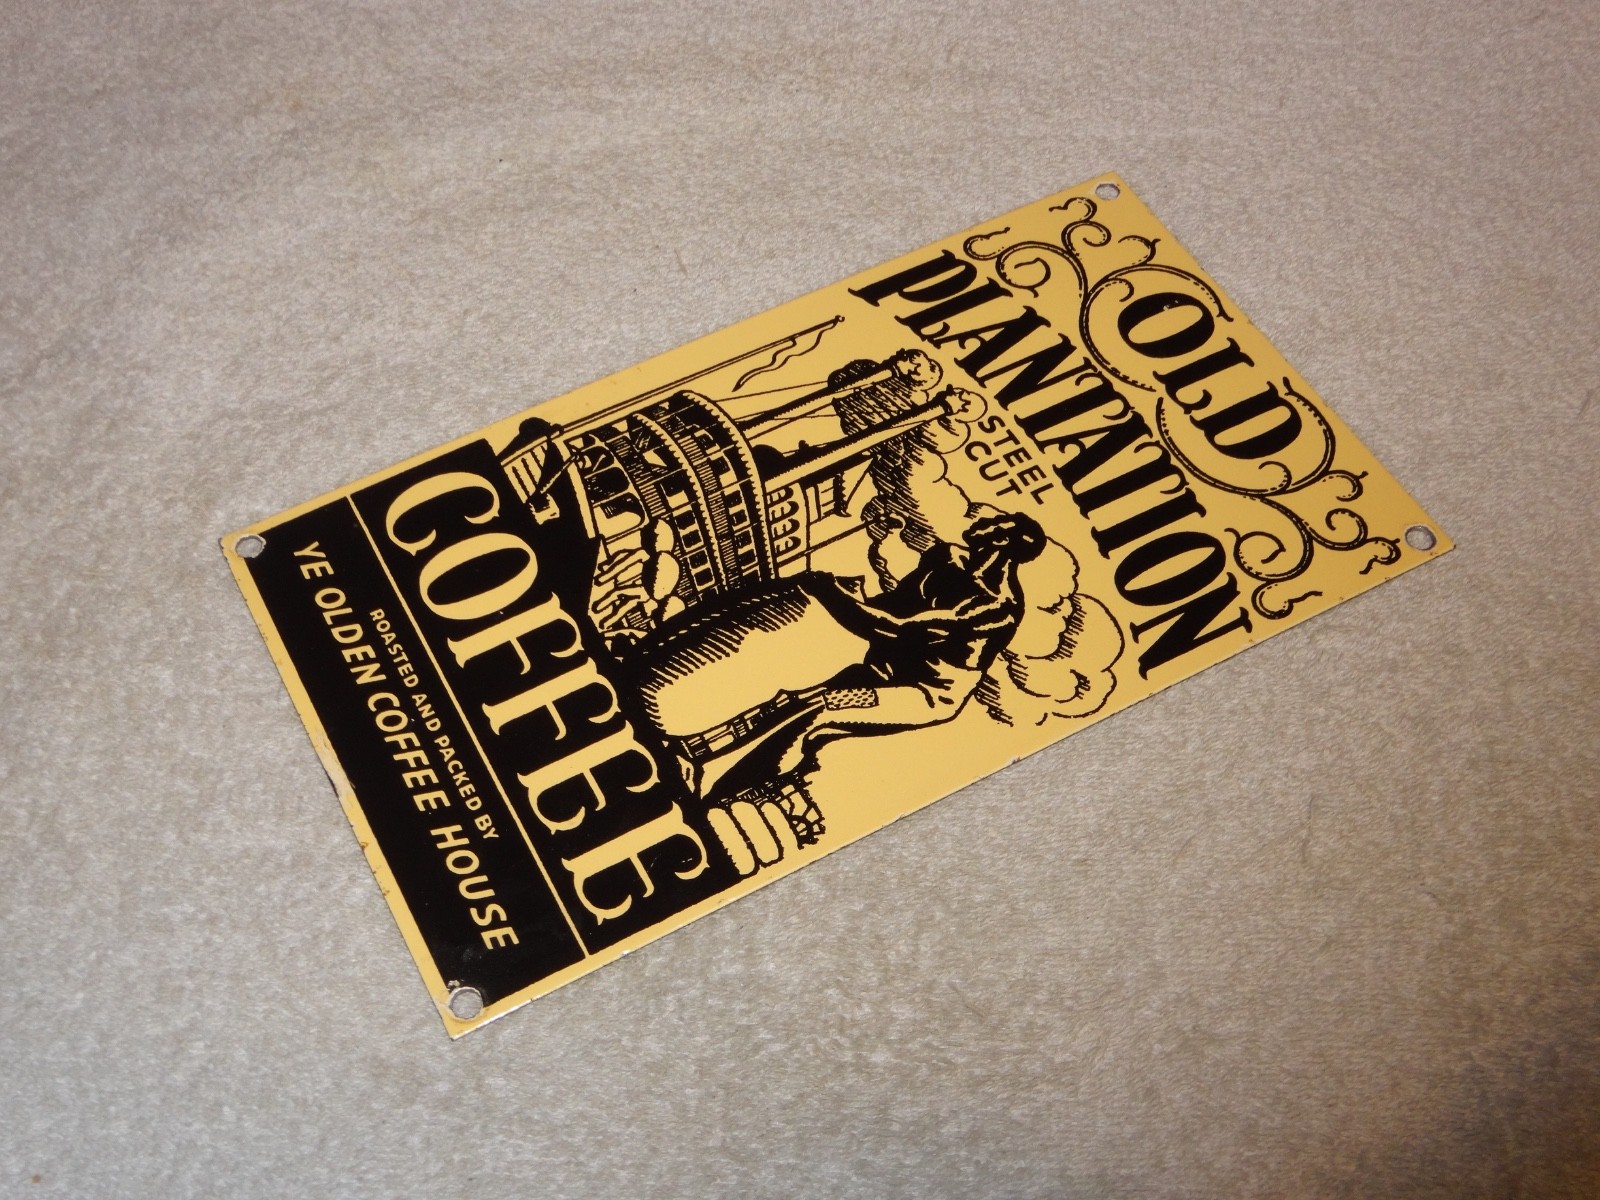 OLD
PLANTATION
STEEL
CUT
COFFEE
ROASTED AND PACKED BY
YE OLDEN COFFEE HOUSE